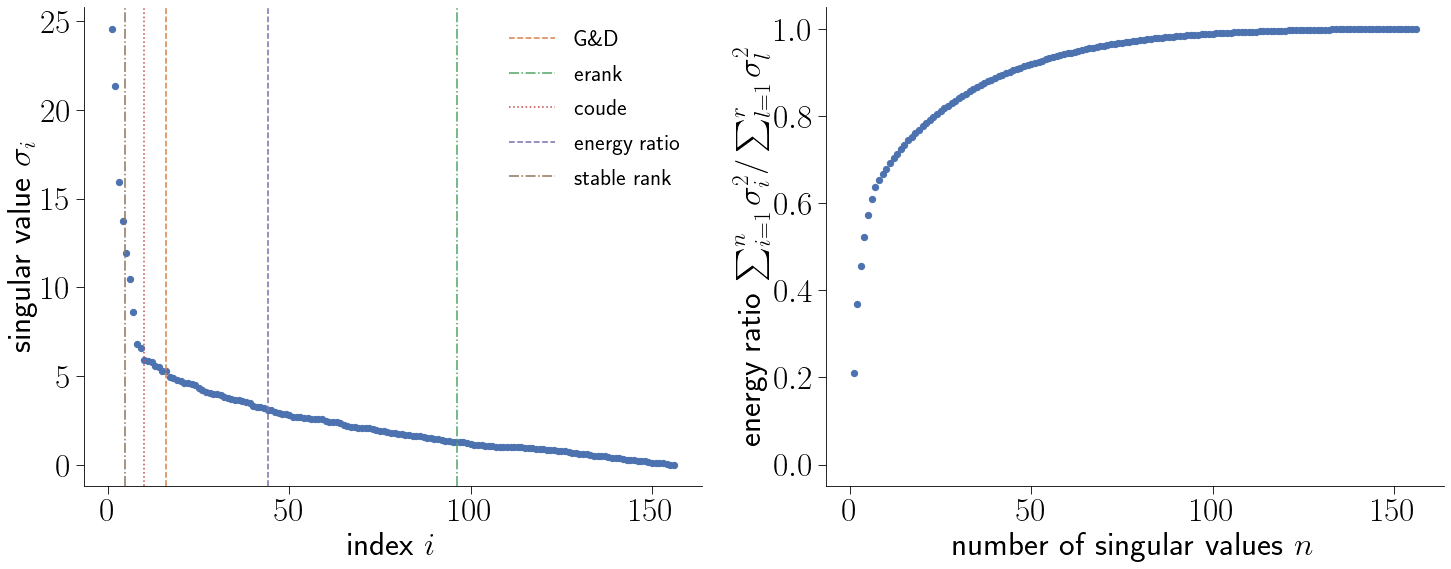 singular value σ_i
25
20
15
10
5
0
0
50
100
150
index i
G&D
erank
coude
energy ratio
stable rank
energy ratio ∑_{i=1}^{n} σ_i^2 / ∑_{l=1}^{r} σ_l^2
1.0
0.8
0.6
0.4
0.2
0.0
0
50
100
150
number of singular values n